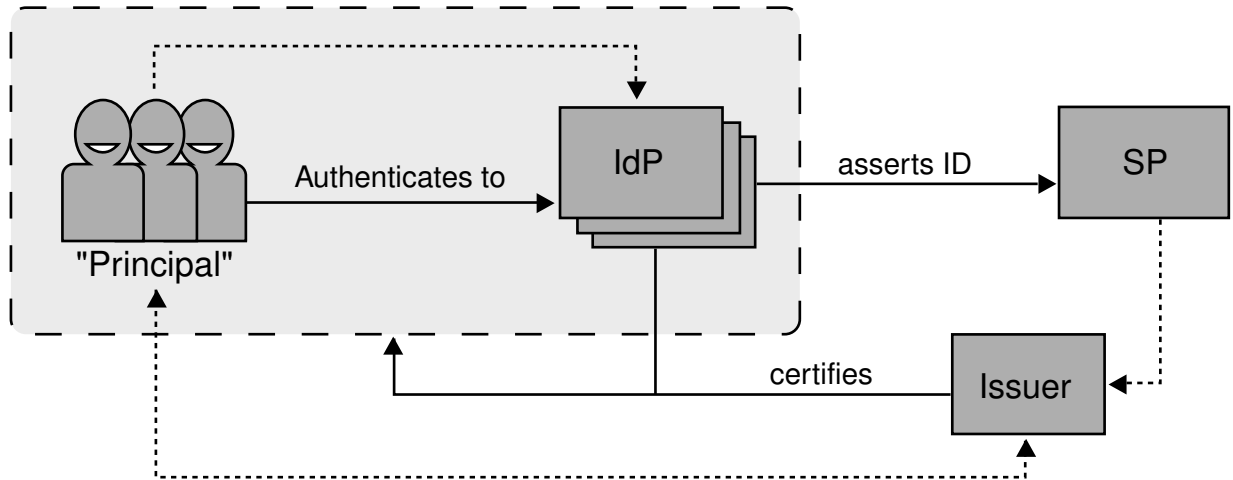 Authenticates to
IdP
asserts ID
SP
"Principal"
certifies
Issuer